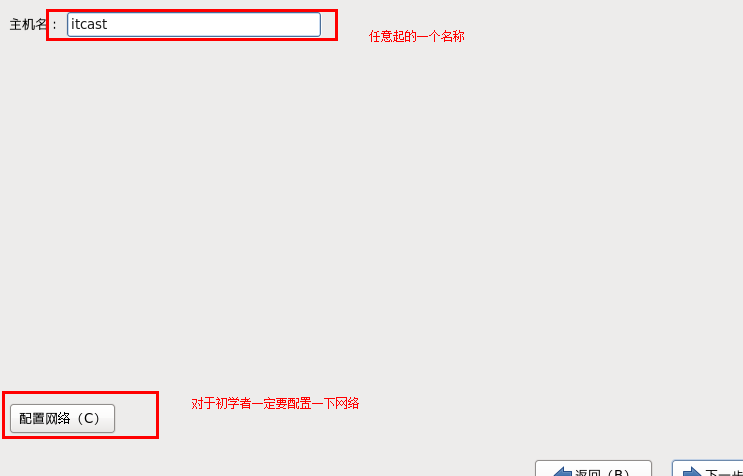 主机名： itcast
任意起的一个名称
配置网络（C）
对于初学者一定要配置一下网络
返回（B）
下一步